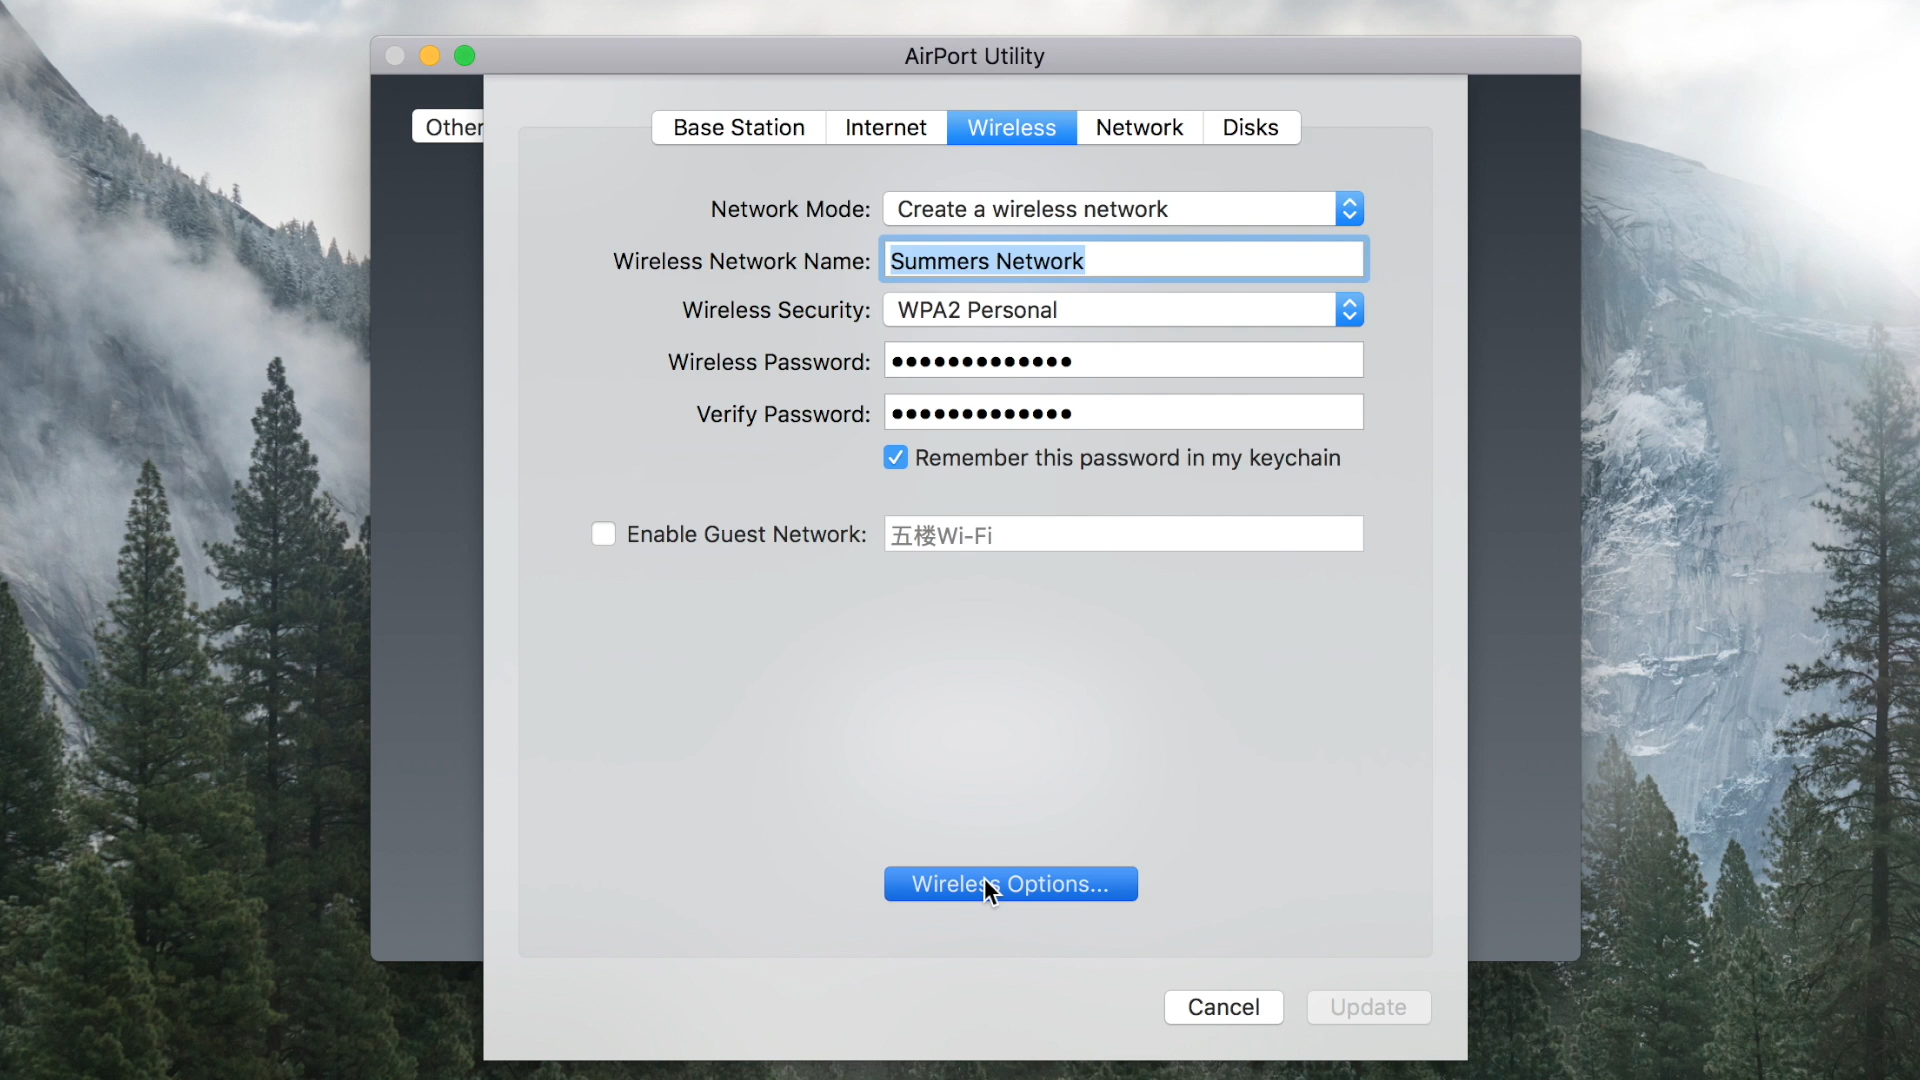 AirPort Utility
Other
Base Station Internet Wireless Network Disks
Network Mode: Create a wireless network
Wireless Network Name: Summers Network
Wireless Security: WPA2 Personal
Wireless Password: •••••••••••••
Verify Password: •••••••••••••
Remember this password in my keychain
Enable Guest Network: 五楼Wi-Fi
Wireless Options...
Cancel Update